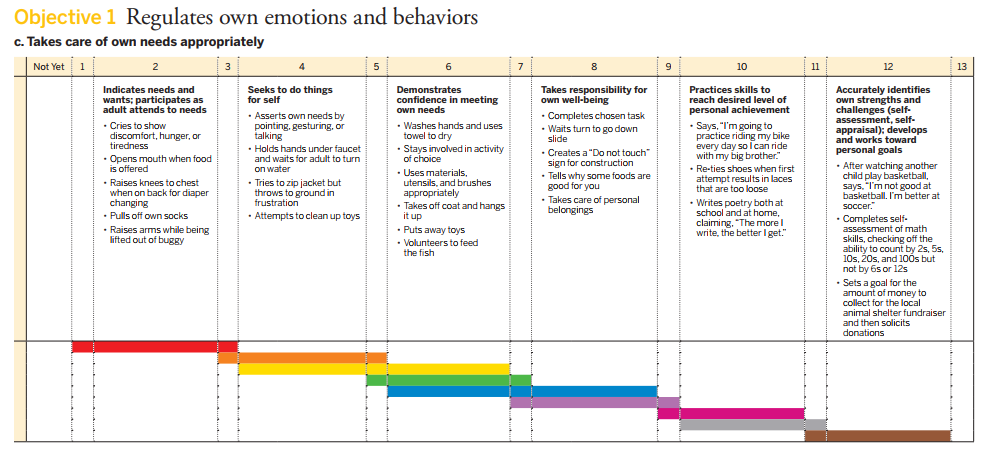 Objective 1 Regulates own emotions and behaviors
c. Takes care of own needs appropriately
Not Yet 1 2 3 4 5 6 7 8 9 10 11 12 13
Indicates needs and
wants; participates as
adult attends to needs
• Cries to show
discomfort, hunger, or
tiredness
• Opens mouth when food
is offered
• Raises knees to chest
when on back for diaper
changing
• Pulls off own socks
• Raises arms while being
lifted out of buggy
Seeks to do things
for self
• Asserts own needs by
pointing, gesturing, or
talking
• Holds hands under faucet
and waits for adult to turn
on water
• Tries to zip jacket but
throws to ground in
frustration
• Attempts to clean up toys
Demonstrates
confidence in meeting
own needs
• Washes hands and uses
towel to dry
• Stays involved in activity
of choice
• Uses materials,
utensils, and brushes
appropriately
• Takes off coat and hangs
it up
• Puts away toys
• Volunteers to feed
the fish
Takes responsibility for
own well-being
• Completes chosen task
• Waits turn to go down
slide
• Creates a “Do not touch”
sign for construction
• Tells why some foods are
good for you
• Takes care of personal
belongings
Practices skills to
reach desired level of
personal achievement
• Says, “I’m going to
practice riding my bike
every day so I can ride
with my big brother.”
• Re-ties shoes when first
attempt results in laces
that are too loose
• Writes poetry both at
school and at home,
claiming, “The more I
write, the better I get.”
Accurately identifies
own strengths and
challenges (self-
assessment, self-
appraisal); develops
and works toward
personal goals
• After watching another
child play basketball,
says, “I’m not good at
basketball. I’m better at
soccer.”
• Completes self-
assessment of math
skills, checking off the
ability to count by 2s, 5s,
10s, 20s, and 100s but
not by 6s or 12s
• Sets a goal for the
amount of money to
collect for the local
animal shelter fundraiser
and then solicits
donations